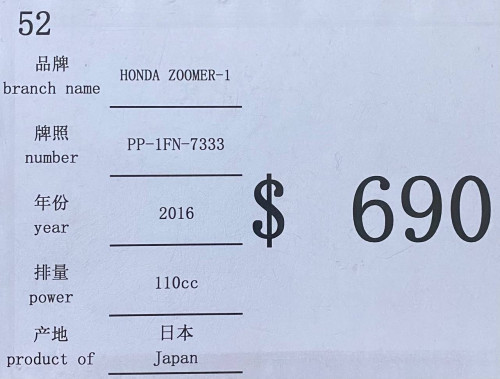 52
品牌
branch name
HONDA ZOOMER-1
牌照
number
PP-1FN-7333
年份
year
2016
$ 690
排量
power
110cc
产地
product of
日本
Japan